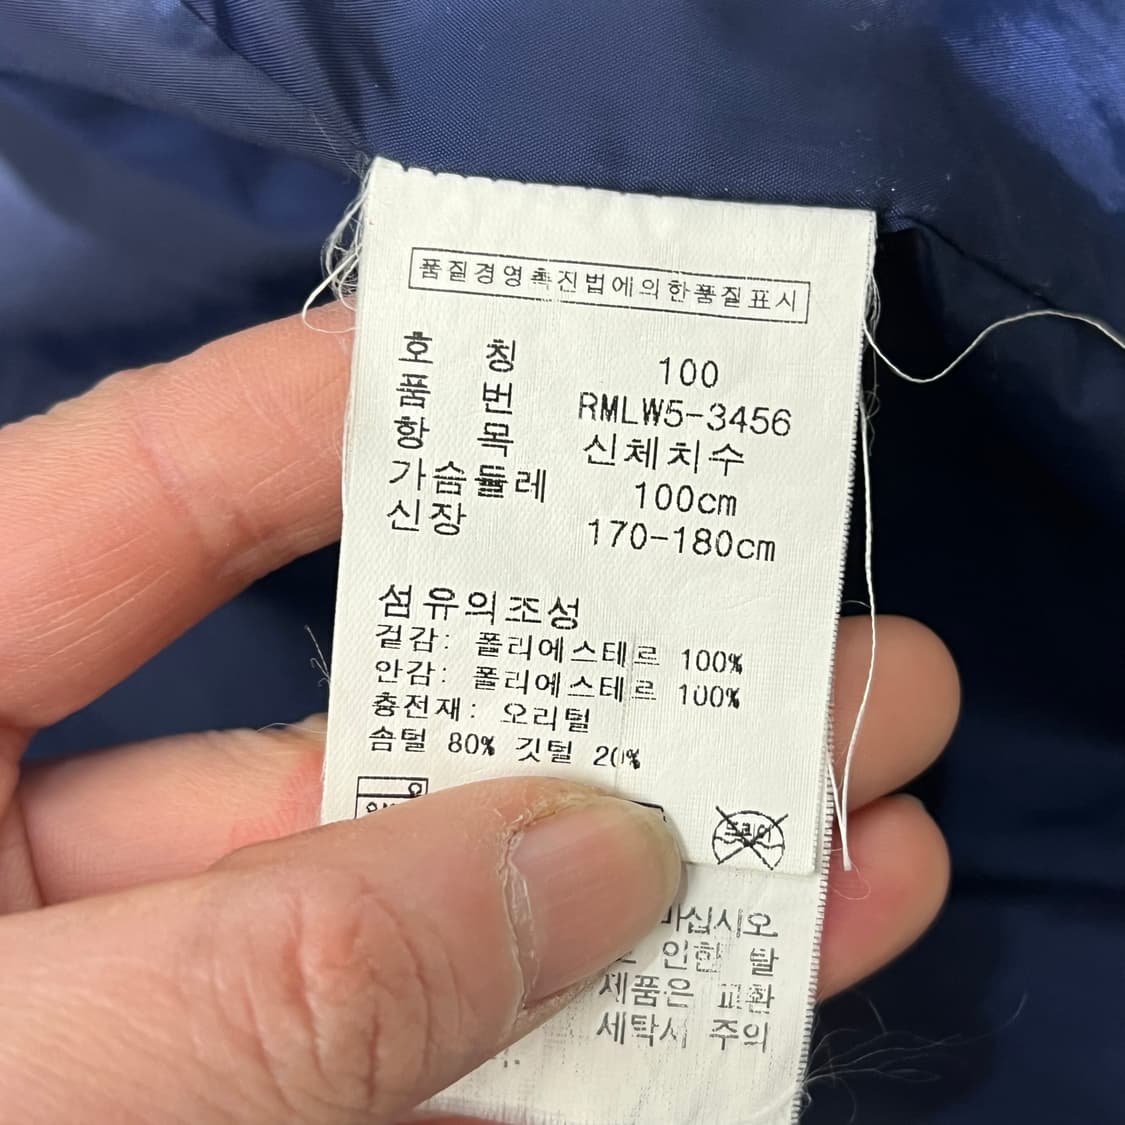 품질경영촉진법에의한품질표시
호 칭 100
품 번 RMLW5-3456
항 목 신체치수
가슴둘레 100cm
신장 170-180cm
섬유의조성
겉감: 폴리에스테르 100%
안감: 폴리에스테르 100%
충전재: 오리털
솜털 80% 깃털 20%
드라이
마십시오
인한 탈
제품은 교환
세탁시 주의